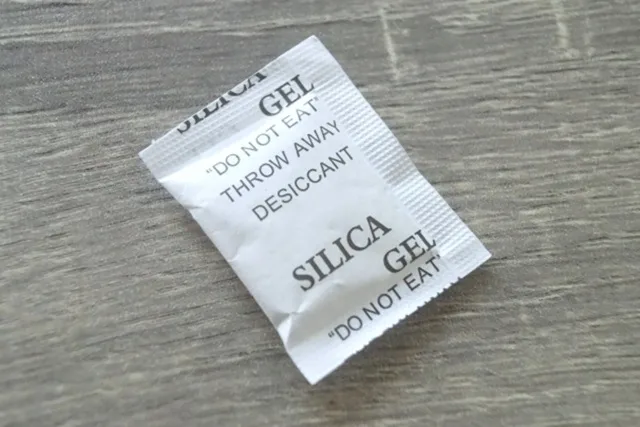 SILICA
GEL
"DO NOT EAT"
THROW AWAY
DESICCANT
SILICA
GEL
"DO NOT EAT"